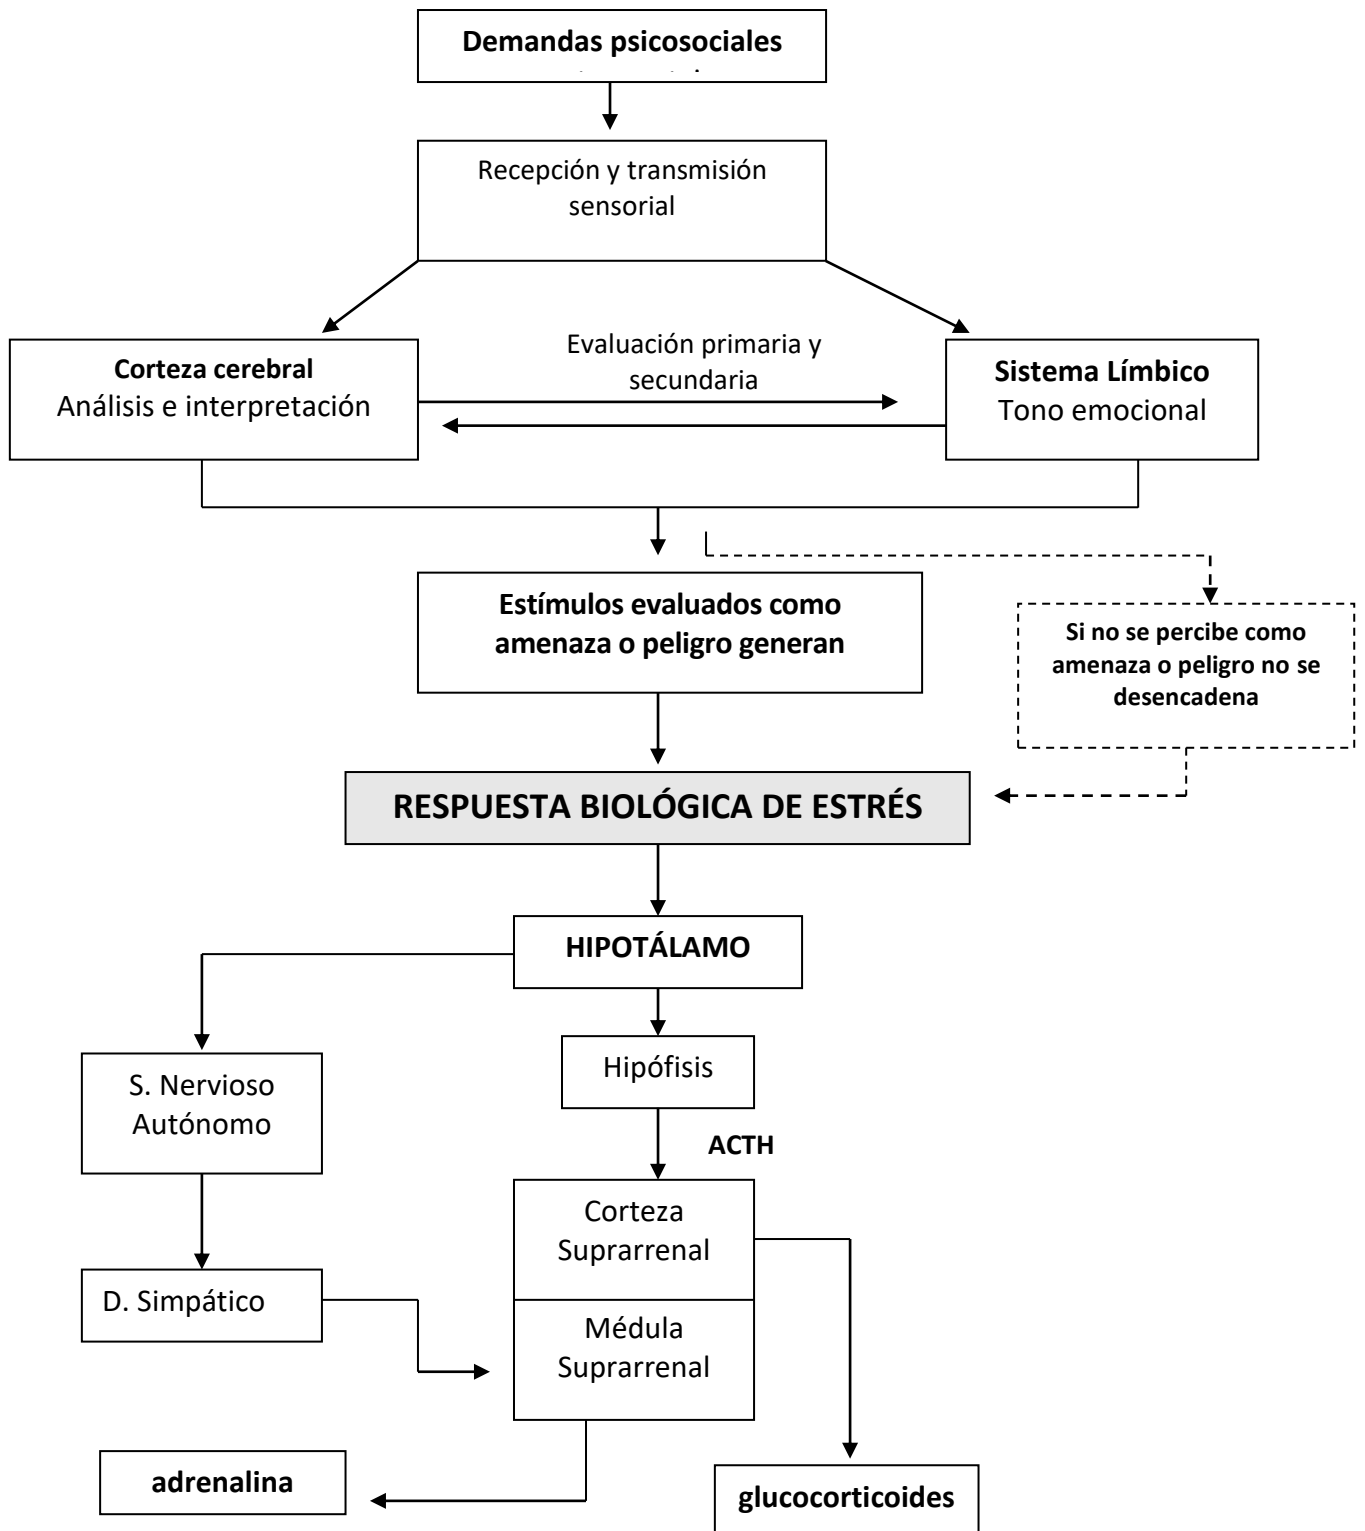 Demandas psicosociales
Recepción y transmisión
sensorial
Evaluación primaria y
secundaria
Corteza cerebral
Análisis e interpretación
Sistema Límbico
Tono emocional
Estímulos evaluados como
amenaza o peligro generan
Si no se percibe como
amenaza o peligro no se
desencadena
RESPUESTA BIOLÓGICA DE ESTRÉS
HIPOTÁLAMO
S. Nervioso
Autónomo
Hipófisis
ACTH
Corteza
Suprarrenal
D. Simpático
Médula
Suprarrenal
adrenalina
glucocorticoides